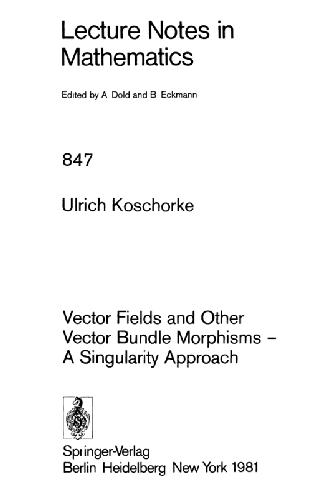 Lecture Notes in
Mathematics
Edited by A Dold and B Eckmann
847
Ulrich Koschorke
Vector Fields and Other
Vector Bundle Morphisms –
A Singularity Approach
Springer-Verlag
Berlin Heidelberg New York 1981